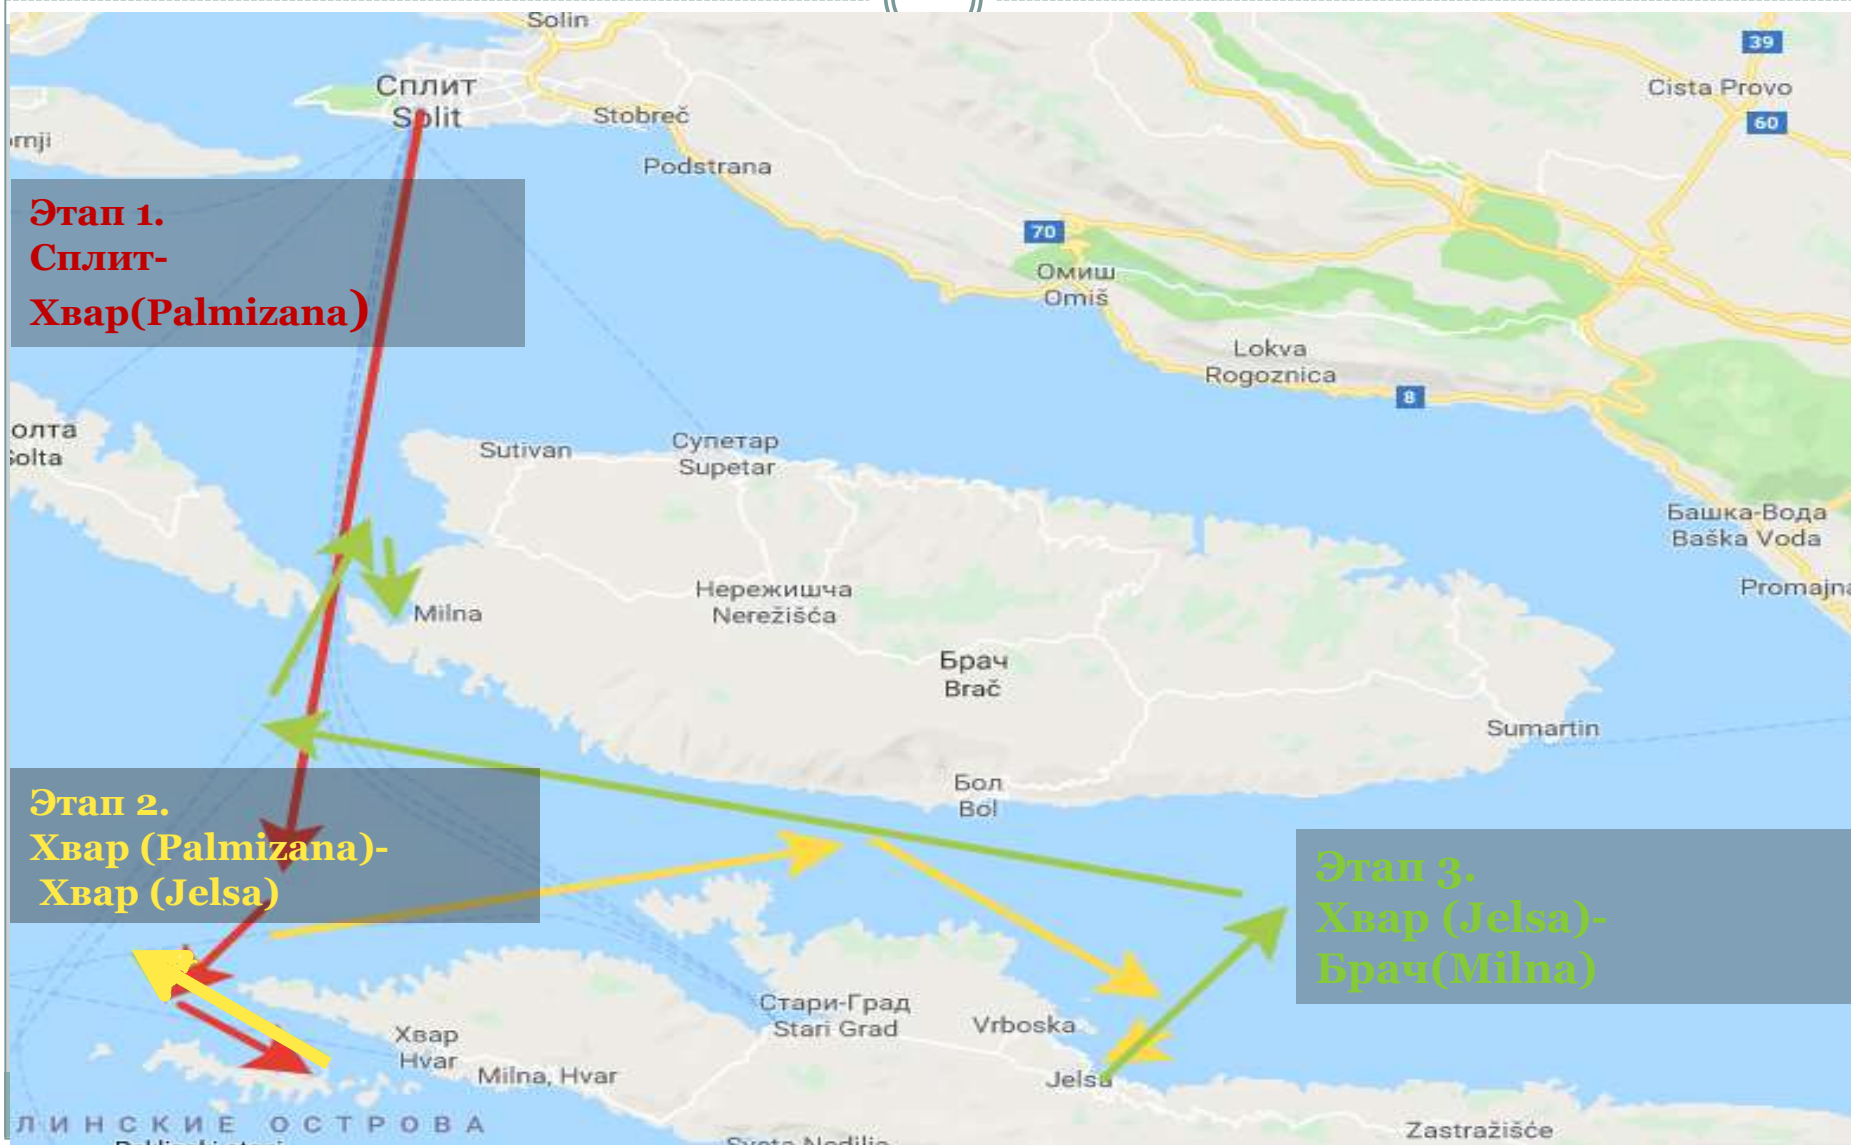 Solin
39
Сплит
Split
Cista Provo
Stobreč
60
Podstrana
Этап 1.
Сплит-
Хвар(Palmizana)
70
Омиш
Omiš
Lokva
Rogoznica
8
олта
Šolta
Sutivan
Супетар
Supetar
Башка-Вода
Baška Voda
Promajna
Milna
Нережишча
Nerežišća
Брач
Brač
Sumartin
Бол
Bol
Этап 2.
Хвар (Palmizana)-
Хвар (Jelsa)
Этап 3.
Хвар (Jelsa)-
Брач(Milna)
Стари-Град
Stari Grad
Vrboska
Хвар
Hvar
Milna, Hvar
Jelsa
ЛИНСКИЕ ОСТРОВА
Zastražišće